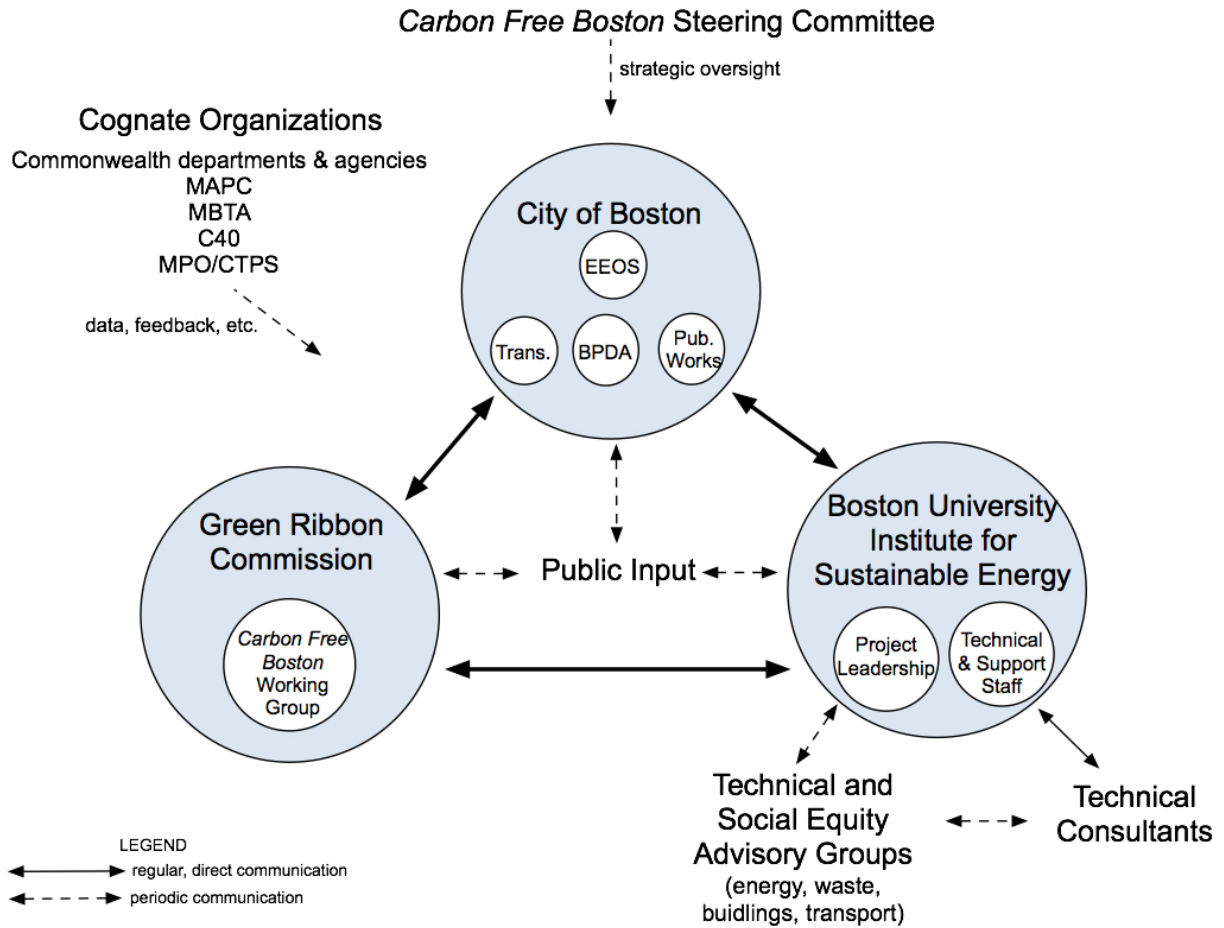 Carbon Free Boston Steering Committee
strategic oversight
Cognate Organizations
Commonwealth departments & agencies
MAPC
MBTA
C40
MPO/CTPS
data, feedback, etc.
City of Boston
EEOS
Trans.
BPDA
Pub.
Works
Green Ribbon
Commission
Carbon Free
Boston
Working
Group
Public Input
Boston University
Institute for
Sustainable Energy
Project
Leadership
Technical
& Support
Staff
Technical and
Social Equity
Advisory Groups
(energy, waste,
buidlings, transport)
Technical
Consultants
LEGEND
regular, direct communication
periodic communication